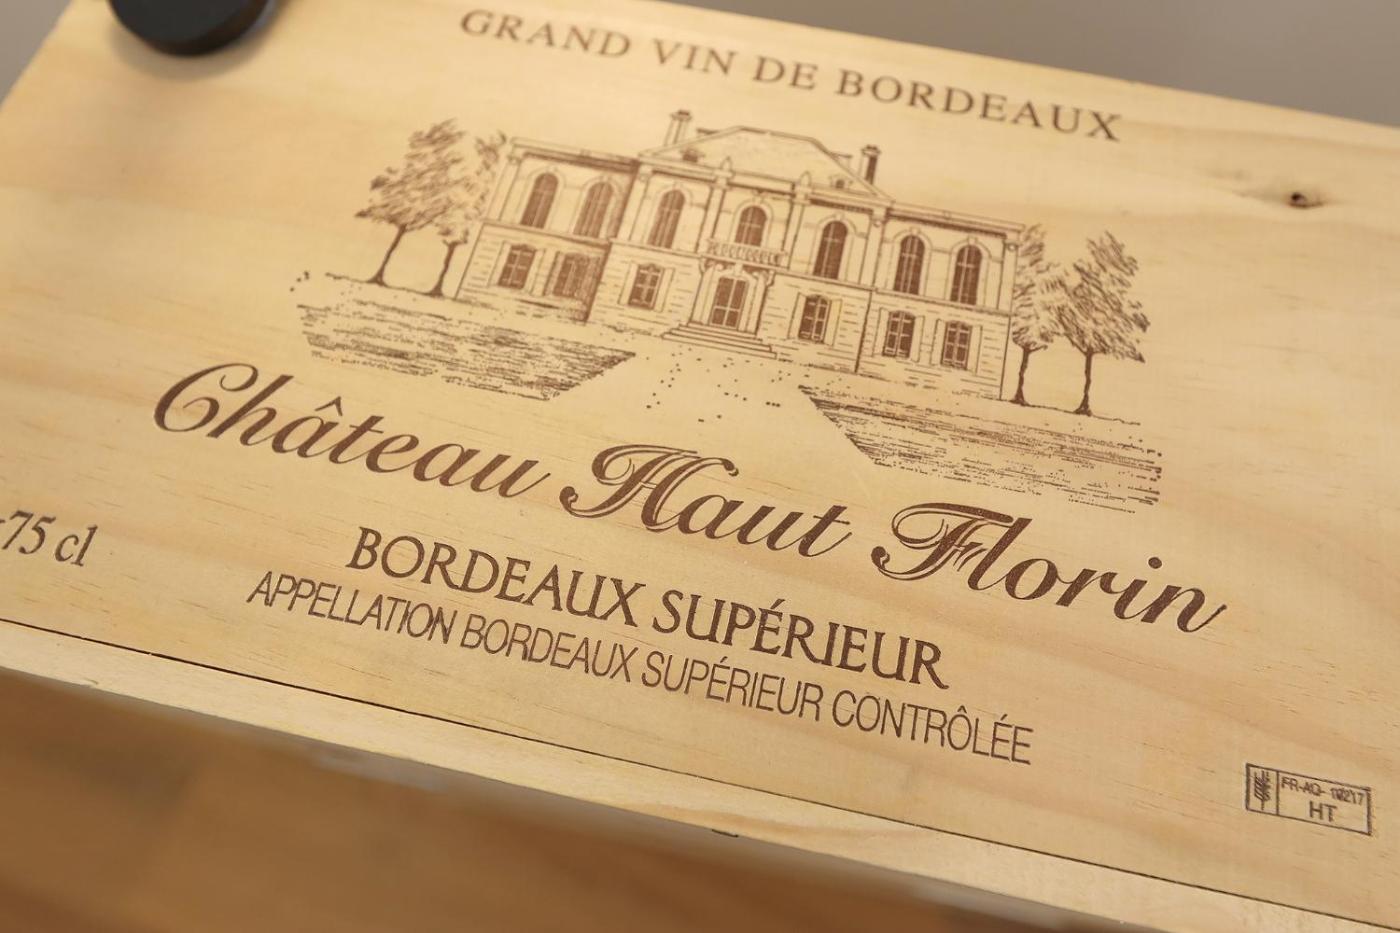 GRAND VIN DE BORDEAUX
Château Haut Florin
75 cl
BORDEAUX SUPÉRIEUR
APPELLATION BORDEAUX SUPÉRIEUR CONTRÔLÉE
HT